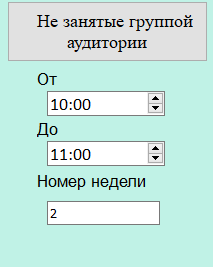 Не занятые группой
аудитории
От
10:00
До
11:00
Номер недели
2